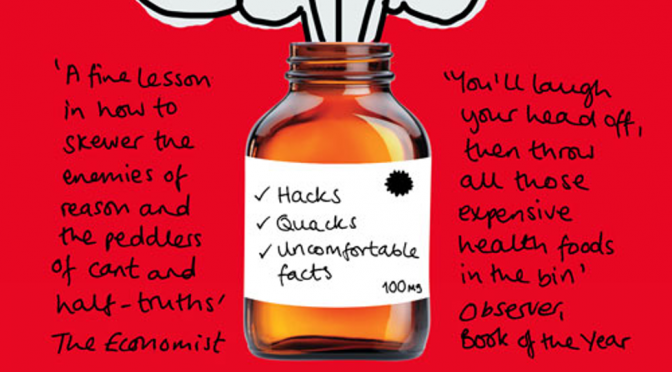 'A fine lesson
in how to
skewer the
enemies of
reason and
the peddlers
of cant and
half-truths'
The Economist
✓ Hacks
✓ Quacks
✓ Uncomfortable
facts
100mg
'You'll laugh
your head off,
then throw
all those
expensive
health foods
in the bin'
Observer,
Book of the Year